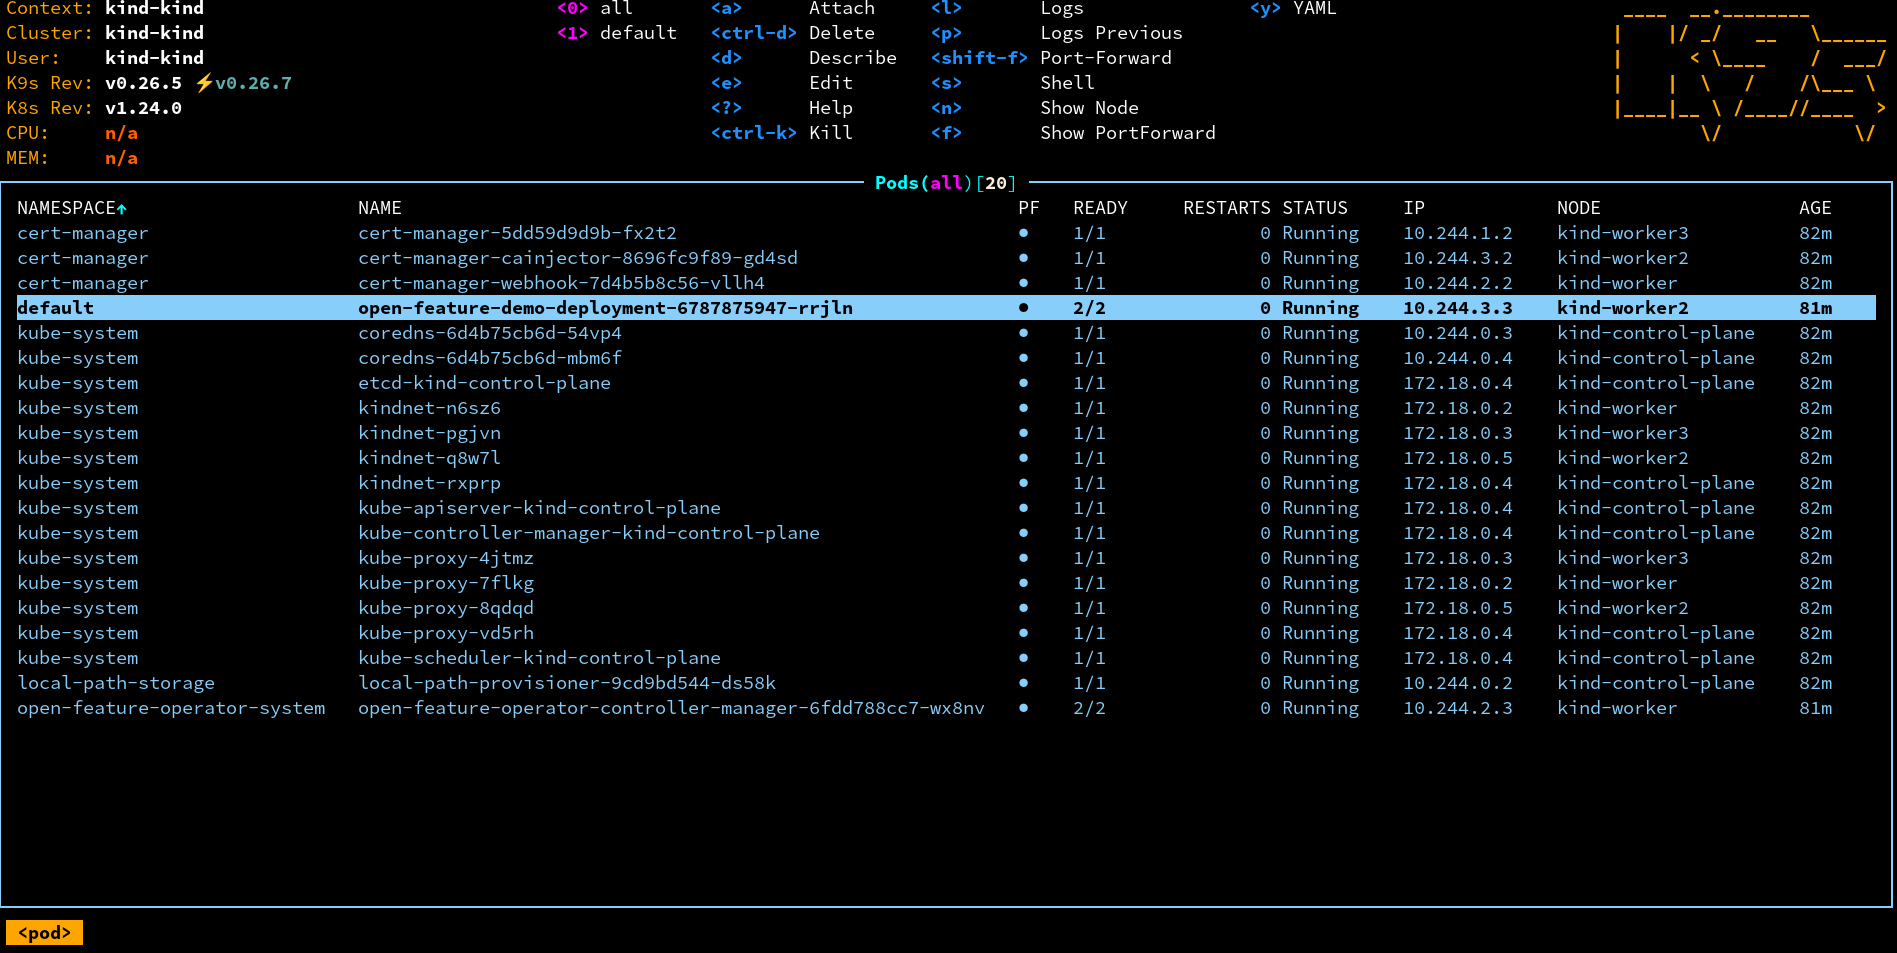 Context: kind-kind <0> all <a> Attach <l> Logs <y> YAML
Cluster: kind-kind <1> default <ctrl-d> Delete <p> Logs Previous
User: kind-kind <d> Describe <shift-f> Port-Forward
K9s Rev: v0.26.5 ⚡v0.26.7 <e> Edit <s> Shell
K8s Rev: v1.24.0 <?> Help <n> Show Node
CPU: n/a <ctrl-k> Kill <f> Show PortForward
MEM: n/a
Pods(all)[20]
NAMESPACE↑ NAME PF READY RESTARTS STATUS IP NODE AGE
cert-manager cert-manager-5dd59d9d9b-fx2t2 ● 1/1 0 Running 10.244.1.2 kind-worker3 82m
cert-manager cert-manager-cainjector-8696fc9f89-gd4sd ● 1/1 0 Running 10.244.3.2 kind-worker2 82m
cert-manager cert-manager-webhook-7d4b5b8c56-vllh4 ● 1/1 0 Running 10.244.2.2 kind-worker 82m
default open-feature-demo-deployment-6787875947-rrjln ● 2/2 0 Running 10.244.3.3 kind-worker2 81m
kube-system coredns-6d4b75cb6d-54vp4 ● 1/1 0 Running 10.244.0.3 kind-control-plane 82m
kube-system coredns-6d4b75cb6d-mbm6f ● 1/1 0 Running 10.244.0.4 kind-control-plane 82m
kube-system etcd-kind-control-plane ● 1/1 0 Running 172.18.0.4 kind-control-plane 82m
kube-system kindnet-n6sz6 ● 1/1 0 Running 172.18.0.2 kind-worker 82m
kube-system kindnet-pgjvn ● 1/1 0 Running 172.18.0.3 kind-worker3 82m
kube-system kindnet-q8w7l ● 1/1 0 Running 172.18.0.5 kind-worker2 82m
kube-system kindnet-rxprp ● 1/1 0 Running 172.18.0.4 kind-control-plane 82m
kube-system kube-apiserver-kind-control-plane ● 1/1 0 Running 172.18.0.4 kind-control-plane 82m
kube-system kube-controller-manager-kind-control-plane ● 1/1 0 Running 172.18.0.4 kind-control-plane 82m
kube-system kube-proxy-4jtmz ● 1/1 0 Running 172.18.0.3 kind-worker3 82m
kube-system kube-proxy-7flkg ● 1/1 0 Running 172.18.0.2 kind-worker 82m
kube-system kube-proxy-8qdqd ● 1/1 0 Running 172.18.0.5 kind-worker2 82m
kube-system kube-proxy-vd5rh ● 1/1 0 Running 172.18.0.4 kind-control-plane 82m
kube-system kube-scheduler-kind-control-plane ● 1/1 0 Running 172.18.0.4 kind-control-plane 82m
local-path-storage local-path-provisioner-9cd9bd544-ds58k ● 1/1 0 Running 10.244.0.2 kind-control-plane 82m
open-feature-operator-system open-feature-operator-controller-manager-6fdd788cc7-wx8nv ● 2/2 0 Running 10.244.2.3 kind-worker 81m
<pod>